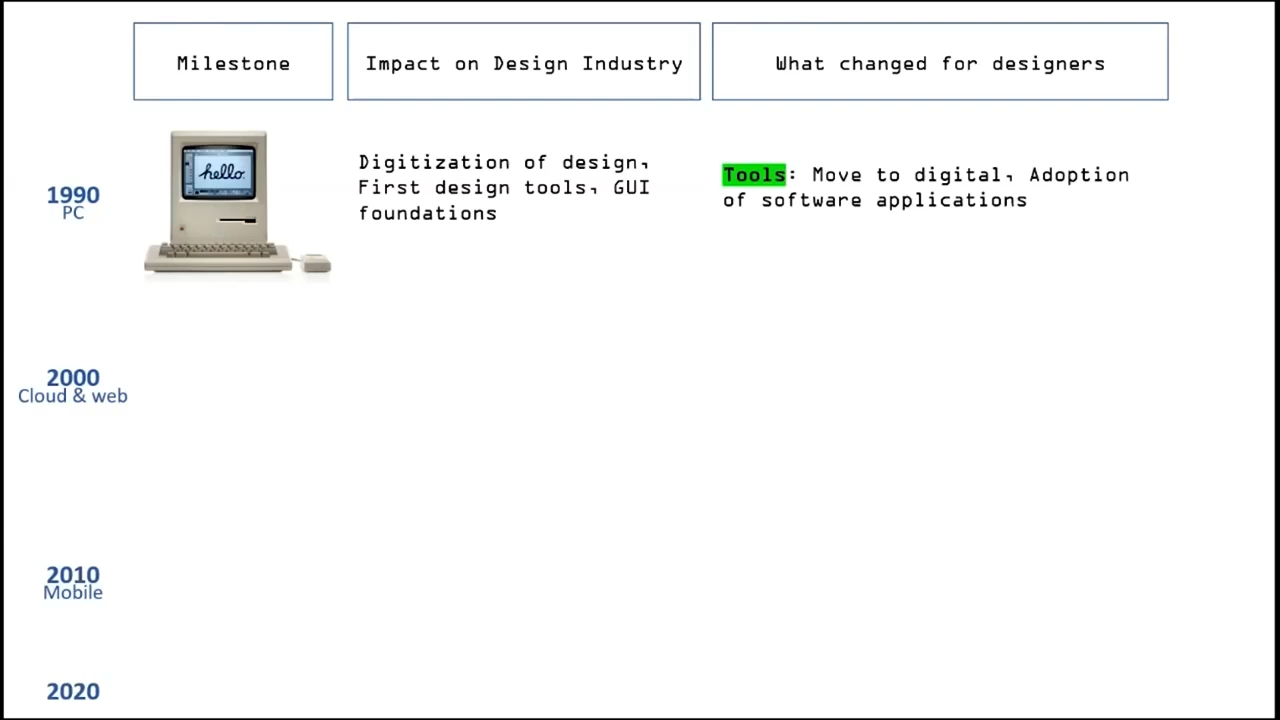 Milestone
Impact on Design Industry
What changed for designers
1990
PC
hello.
Digitization of design,
First design tools, GUI
foundations
Tools: Move to digital, Adoption
of software applications
2000
Cloud & web
2010
Mobile
2020